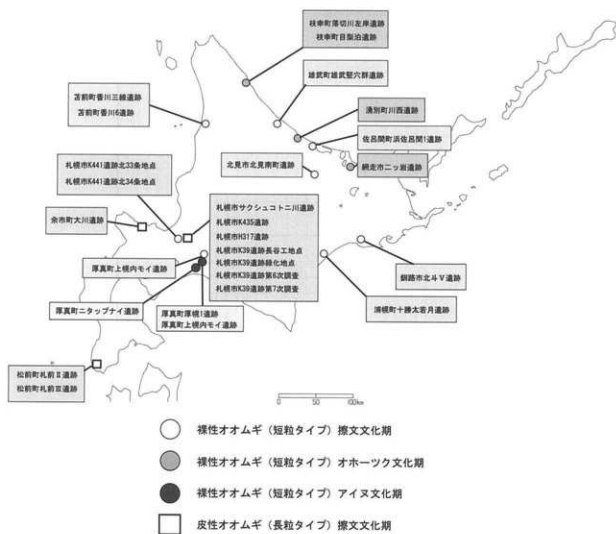 枝幸町落切川左岸遺跡
枝幸町目梨泊遺跡
雄武町雄武竪穴群遺跡
苫前町香川三線遺跡
苫前町香川6遺跡
湧別町川西遺跡
佐呂間町浜佐呂間1遺跡
北見市北見南町遺跡
網走市二ッ岩遺跡
札幌市K441遺跡北33条地点
札幌市K441遺跡北34条地点
余市町大川遺跡
札幌市サクシュコトニ川遺跡
札幌市K435遺跡
札幌市H317遺跡
札幌市K39遺跡長谷工地点
札幌市K39遺跡緑化地点
札幌市K39遺跡第6次調査
札幌市K39遺跡第7次調査
厚真町上幌内モイ遺跡
釧路市北斗Ⅴ遺跡
浦幌町十勝太若月遺跡
厚真町ニタップナイ遺跡
厚真町厚幌1遺跡
厚真町上幌内モイ遺跡
松前町札前Ⅱ遺跡
松前町札前Ⅲ遺跡
0 50 100km
裸性オオムギ（短粒タイプ）擦文文化期
裸性オオムギ（短粒タイプ）オホーツク文化期
裸性オオムギ（短粒タイプ）アイヌ文化期
皮性オオムギ（長粒タイプ）擦文文化期